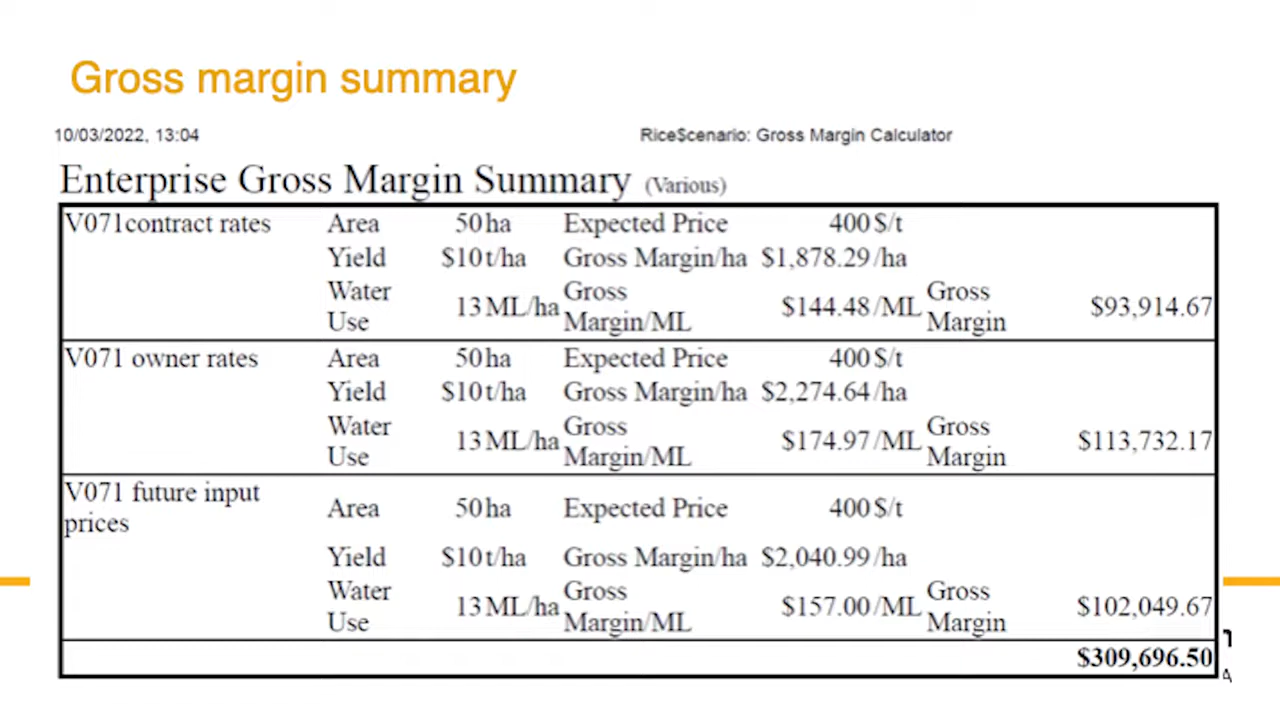 Gross margin summary
10/03/2022, 13:04 Rice$cenario: Gross Margin Calculator
Enterprise Gross Margin Summary (Various)
V071contract rates Area 50 ha Expected Price 400 $/t
Yield $10 t/ha Gross Margin/ha $1,878.29 /ha
Water Use 13 ML/ha Gross Margin/ML $144.48 /ML Gross Margin $93,914.67
V071 owner rates Area 50 ha Expected Price 400 $/t
Yield $10 t/ha Gross Margin/ha $2,274.64 /ha
Water Use 13 ML/ha Gross Margin/ML $174.97 /ML Gross Margin $113,732.17
V071 future input prices Area 50 ha Expected Price 400 $/t
Yield $10 t/ha Gross Margin/ha $2,040.99 /ha
Water Use 13 ML/ha Gross Margin/ML $157.00 /ML Gross Margin $102,049.67
$309,696.50